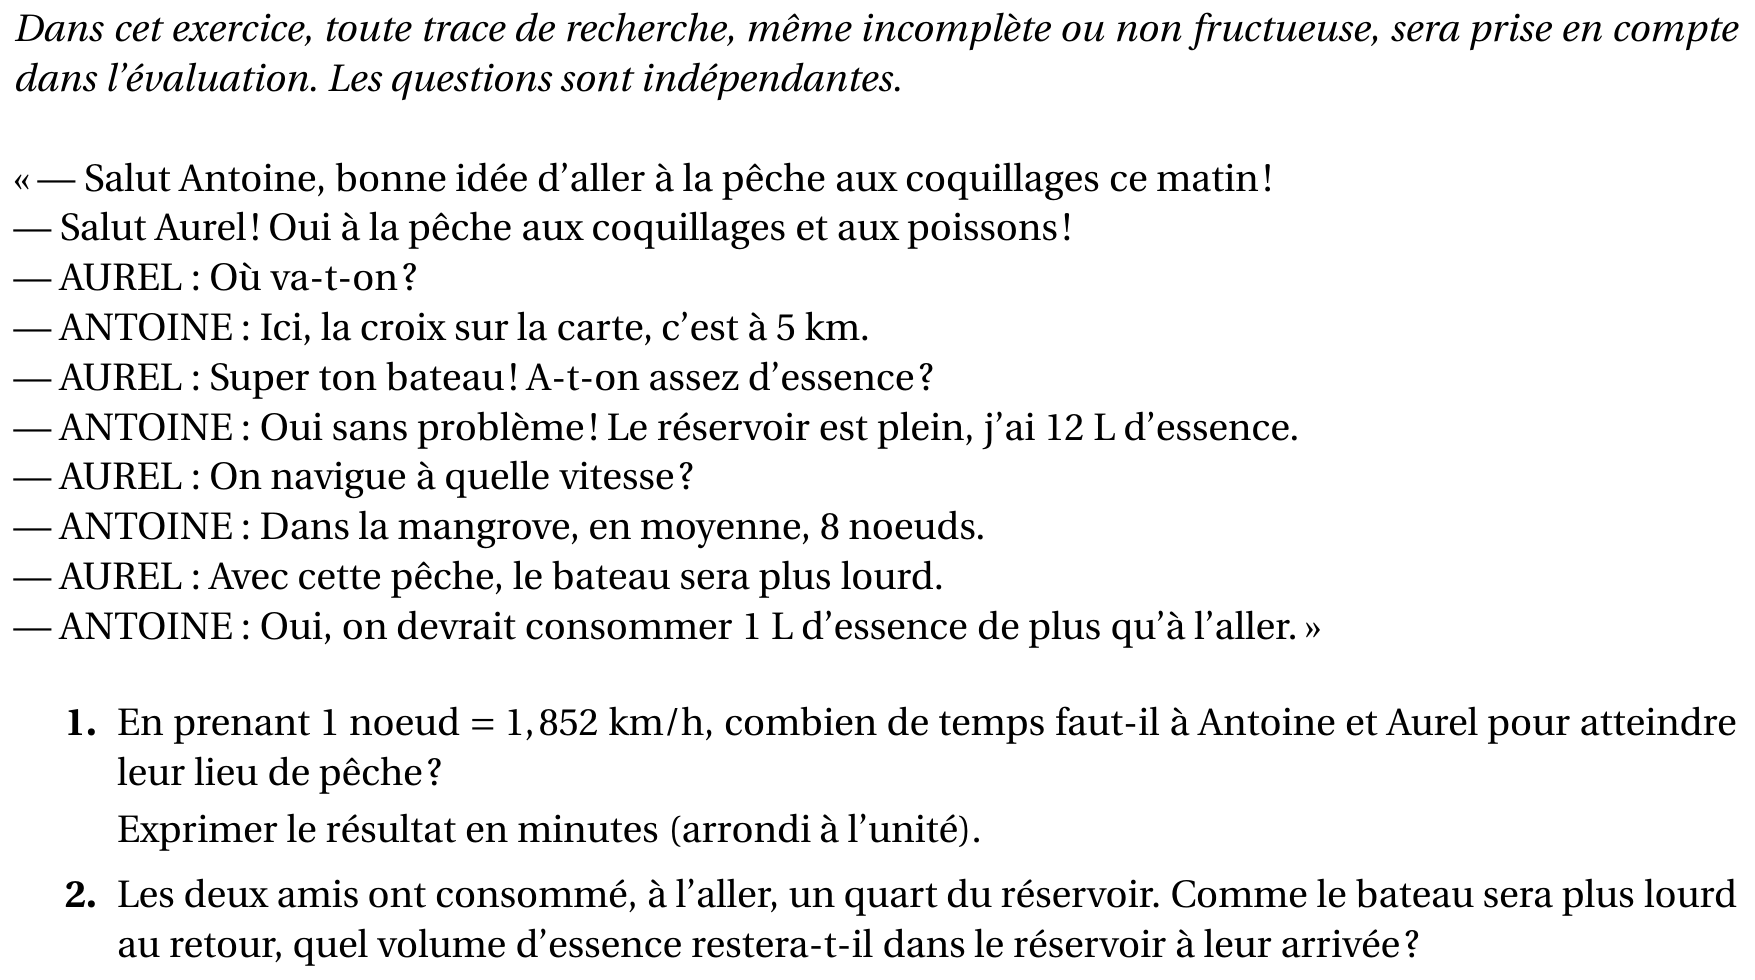 Dans cet exercice, toute trace de recherche, même incomplète ou non fructueuse, sera prise en compte
dans l'évaluation. Les questions sont indépendantes.
« — Salut Antoine, bonne idée d'aller à la pêche aux coquillages ce matin !
— Salut Aurel ! Oui à la pêche aux coquillages et aux poissons !
— AUREL : Où va-t-on ?
— ANTOINE : Ici, la croix sur la carte, c'est à 5 km.
— AUREL : Super ton bateau ! A-t-on assez d'essence ?
— ANTOINE : Oui sans problème ! Le réservoir est plein, j'ai 12 L d'essence.
— AUREL : On navigue à quelle vitesse ?
— ANTOINE : Dans la mangrove, en moyenne, 8 noeuds.
— AUREL : Avec cette pêche, le bateau sera plus lourd.
— ANTOINE : Oui, on devrait consommer 1 L d'essence de plus qu'à l'aller. »
1. En prenant 1 noeud = 1,852 km/h, combien de temps faut-il à Antoine et Aurel pour atteindre
leur lieu de pêche ?
Exprimer le résultat en minutes (arrondi à l'unité).
2. Les deux amis ont consommé, à l'aller, un quart du réservoir. Comme le bateau sera plus lourd
au retour, quel volume d'essence restera-t-il dans le réservoir à leur arrivée ?